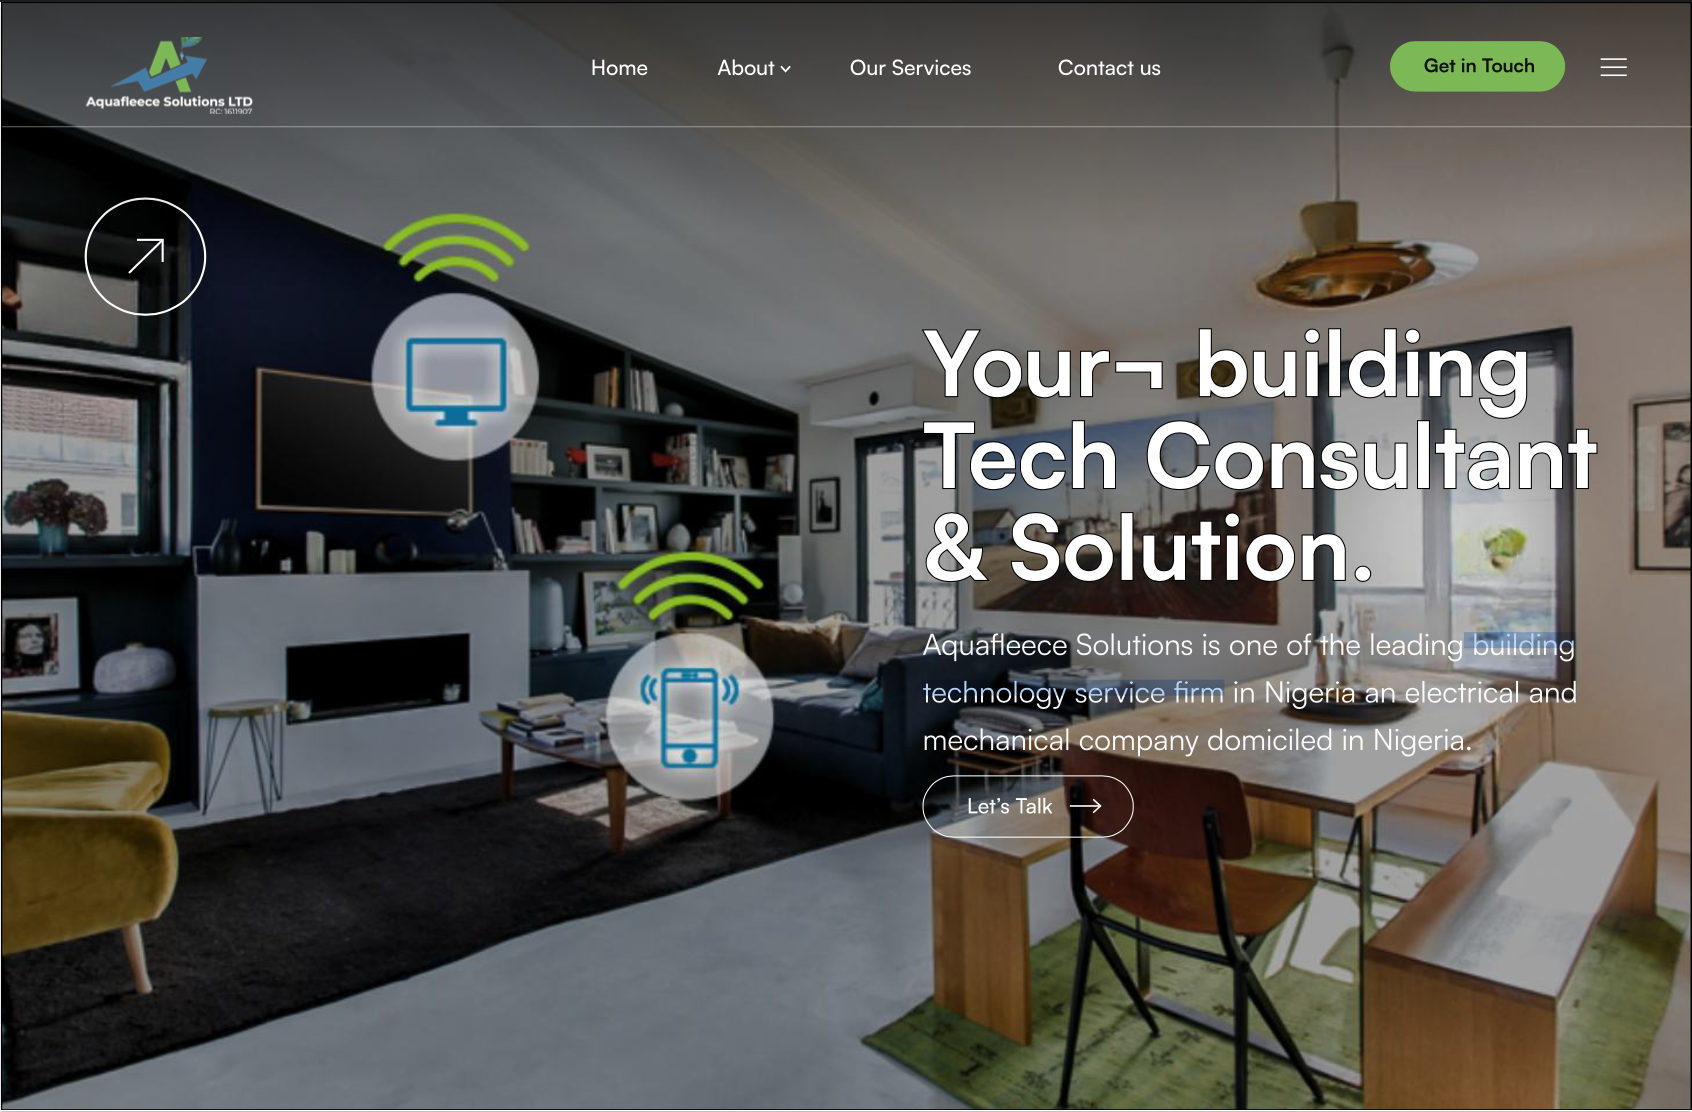 Home
About
Our Services
Contact us
Get in Touch
Aquafleece Solutions LTD
RC: 1611907
Your¬ building
Tech Consultant
& Solution.
Aquafleece Solutions is one of the leading building
technology service firm in Nigeria an electrical and
mechanical company domiciled in Nigeria.
Let’s Talk